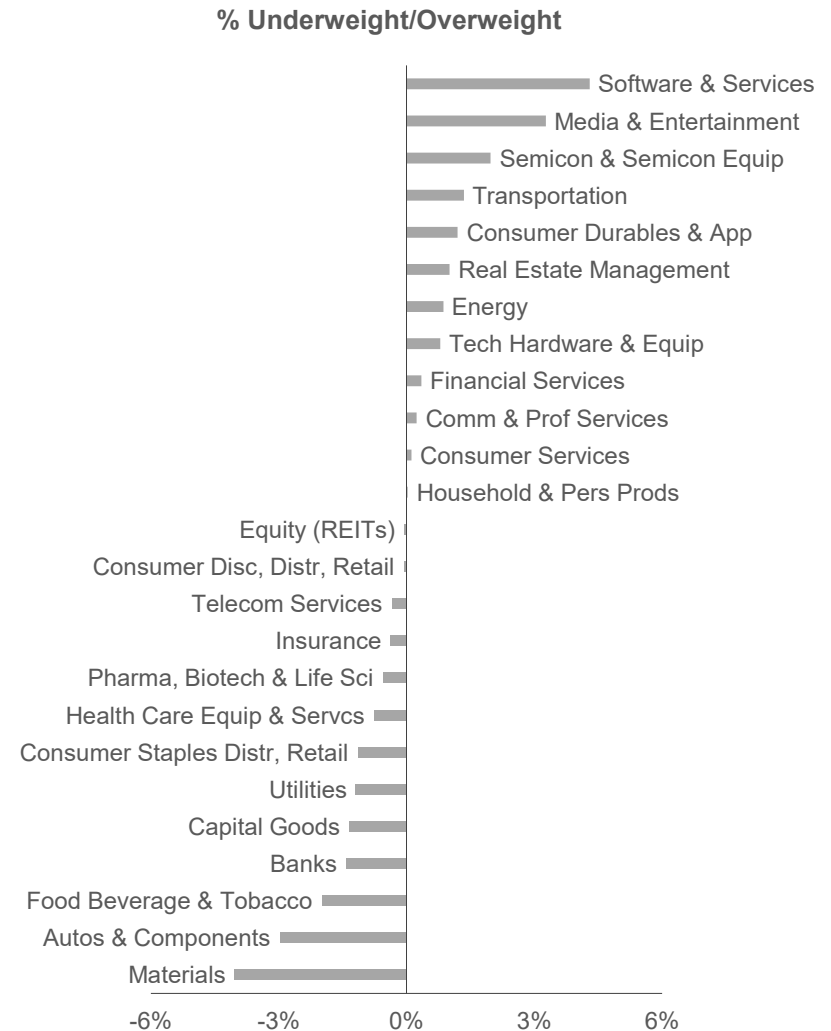 % Underweight/Overweight
Software & Services
Media & Entertainment
Semicon & Semicon Equip
Transportation
Consumer Durables & App
Real Estate Management
Energy
Tech Hardware & Equip
Financial Services
Comm & Prof Services
Consumer Services
Household & Pers Prods
Equity (REITs)
Consumer Disc, Distr, Retail
Telecom Services
Insurance
Pharma, Biotech & Life Sci
Health Care Equip & Servcs
Consumer Staples Distr, Retail
Utilities
Capital Goods
Banks
Food Beverage & Tobacco
Autos & Components
Materials
-6% -3% 0% 3% 6%